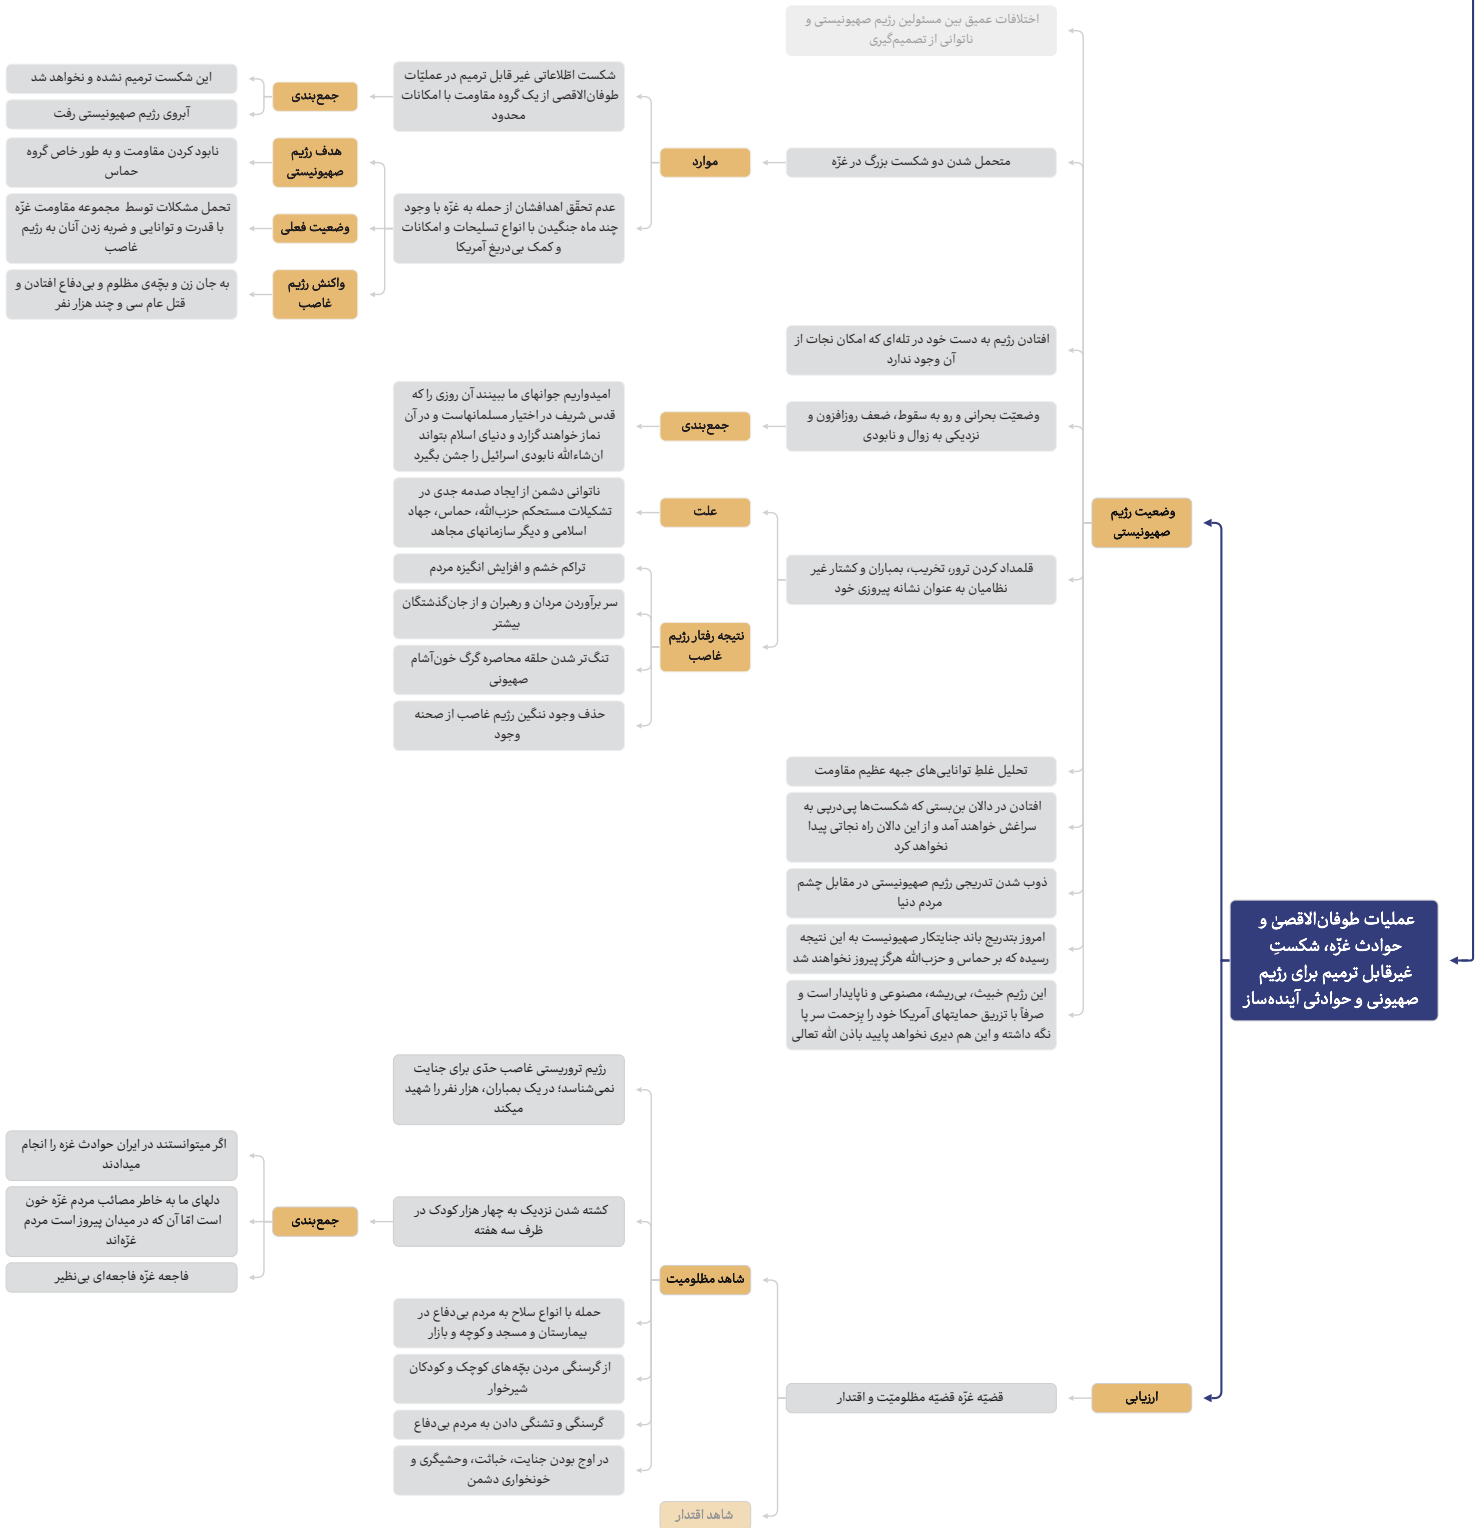 عملیات طوفان‌الاقصیٰ و
حوادث غزّه، شکستِ
غیرقابل ترمیم برای رژیم
صهیونی و حوادثی آینده‌ساز
وضعیت رژیم
صهیونیستی
اختلافات عمیق بین مسئولین رژیم صهیونیستی و
ناتوانی از تصمیم‌گیری
متحمل شدن دو شکست بزرگ در غزّه
موارد
شکست اطّلاعاتی غیر قابل ترمیم در عملیّات
طوفان‌الاقصی از یک گروه مقاومت با امکانات
محدود
جمع‌بندی
این شکست ترمیم نشده و نخواهد شد
آبروی رژیم صهیونیستی رفت
عدم تحقّق اهدافشان از حمله به غزّه با وجود
چند ماه جنگیدن با انواع تسلیحات و امکانات
و کمک بی‌دریغ آمریکا
هدف رژیم
صهیونیستی
نابود کردن مقاومت و به طور خاص گروه
حماس
وضعیت فعلی
تحمل مشکلات توسط مجموعه مقاومت غزّه
با قدرت و توانایی و ضربه زدن آنان به رژیم
غاصب
واکنش رژیم
غاصب
به جان زن و بچّه‌ی مظلوم و بی‌دفاع افتادن و
قتل عام سی و چند هزار نفر
افتادن رژیم به دست خود در تله‌ای که امکان نجات از
آن وجود ندارد
وضعیّت بحرانی و رو به سقوط، ضعف روزافزون و
نزدیکی به زوال و نابودی
جمع‌بندی
امیدواریم جوانهای ما ببینند آن روزی را که
قدس شریف در اختیار مسلمانهاست و در آن
نماز خواهند گزارد و دنیای اسلام بتواند
ان‌شاءالله نابودی اسرائیل را جشن بگیرد
قلمداد کردن ترور، تخریب، بمباران و کشتار غیر
نظامیان به عنوان نشانه پیروزی خود
علت
ناتوانی دشمن از ایجاد صدمه جدی در
تشکیلات مستحکم حزب‌الله، حماس، جهاد
اسلامی و دیگر سازمانهای مجاهد
نتیجه رفتار رژیم
غاصب
تراکم خشم و افزایش انگیزه مردم
سر برآوردن مردان و رهبران و از جان‌گذشتگان
بیشتر
تنگ‌تر شدن حلقه محاصره گرگ خون‌آشام
صهیونی
حذف وجود ننگین رژیم غاصب از صحنه
وجود
تحلیل غلطِ توانایی‌های جبهه عظیم مقاومت
افتادن در دالان بن‌بستی که شکست‌ها پی‌درپی به
سراغش خواهند آمد و از این دالان راه نجاتی پیدا
نخواهد کرد
ذوب شدن تدریجی رژیم صهیونیستی در مقابل چشم
مردم دنیا
امروز بتدریج باند جنایتکار صهیونیست به این نتیجه
رسیده که بر حماس و حزب‌الله هرگز پیروز نخواهند شد
این رژیم خبیث، بی‌ریشه، مصنوعی و ناپایدار است و
صرفاً با تزریق حمایتهای آمریکا خود را بزحمت سر پا
نگه داشته و این هم دیری نخواهد پایید باذن الله تعالی
ارزیابی
قضیّه غزّه قضیّه مظلومیّت و اقتدار
شاهد مظلومیت
رژیم تروریستی غاصب حدّی برای جنایت
نمی‌شناسد؛ در یک بمباران، هزار نفر را شهید
میکند
کشته شدن نزدیک به چهار هزار کودک در
ظرف سه هفته
جمع‌بندی
اگر میتوانستند در ایران حوادث غزه را انجام
میدادند
دلهای ما به خاطر مصائب مردم غزّه خون
است امّا آن که در میدان پیروز است مردم
غزّه‌اند
فاجعه غزّه فاجعه‌ای بی‌نظیر
حمله با انواع سلاح به مردم بی‌دفاع در
بیمارستان و مسجد و کوچه و بازار
از گرسنگی مردن بچّه‌های کوچک و کودکان
شیرخوار
گرسنگی و تشنگی دادن به مردم بی‌دفاع
در اوج بودن جنایت، خباثت، وحشیگری و
خونخواری دشمن
شاهد اقتدار